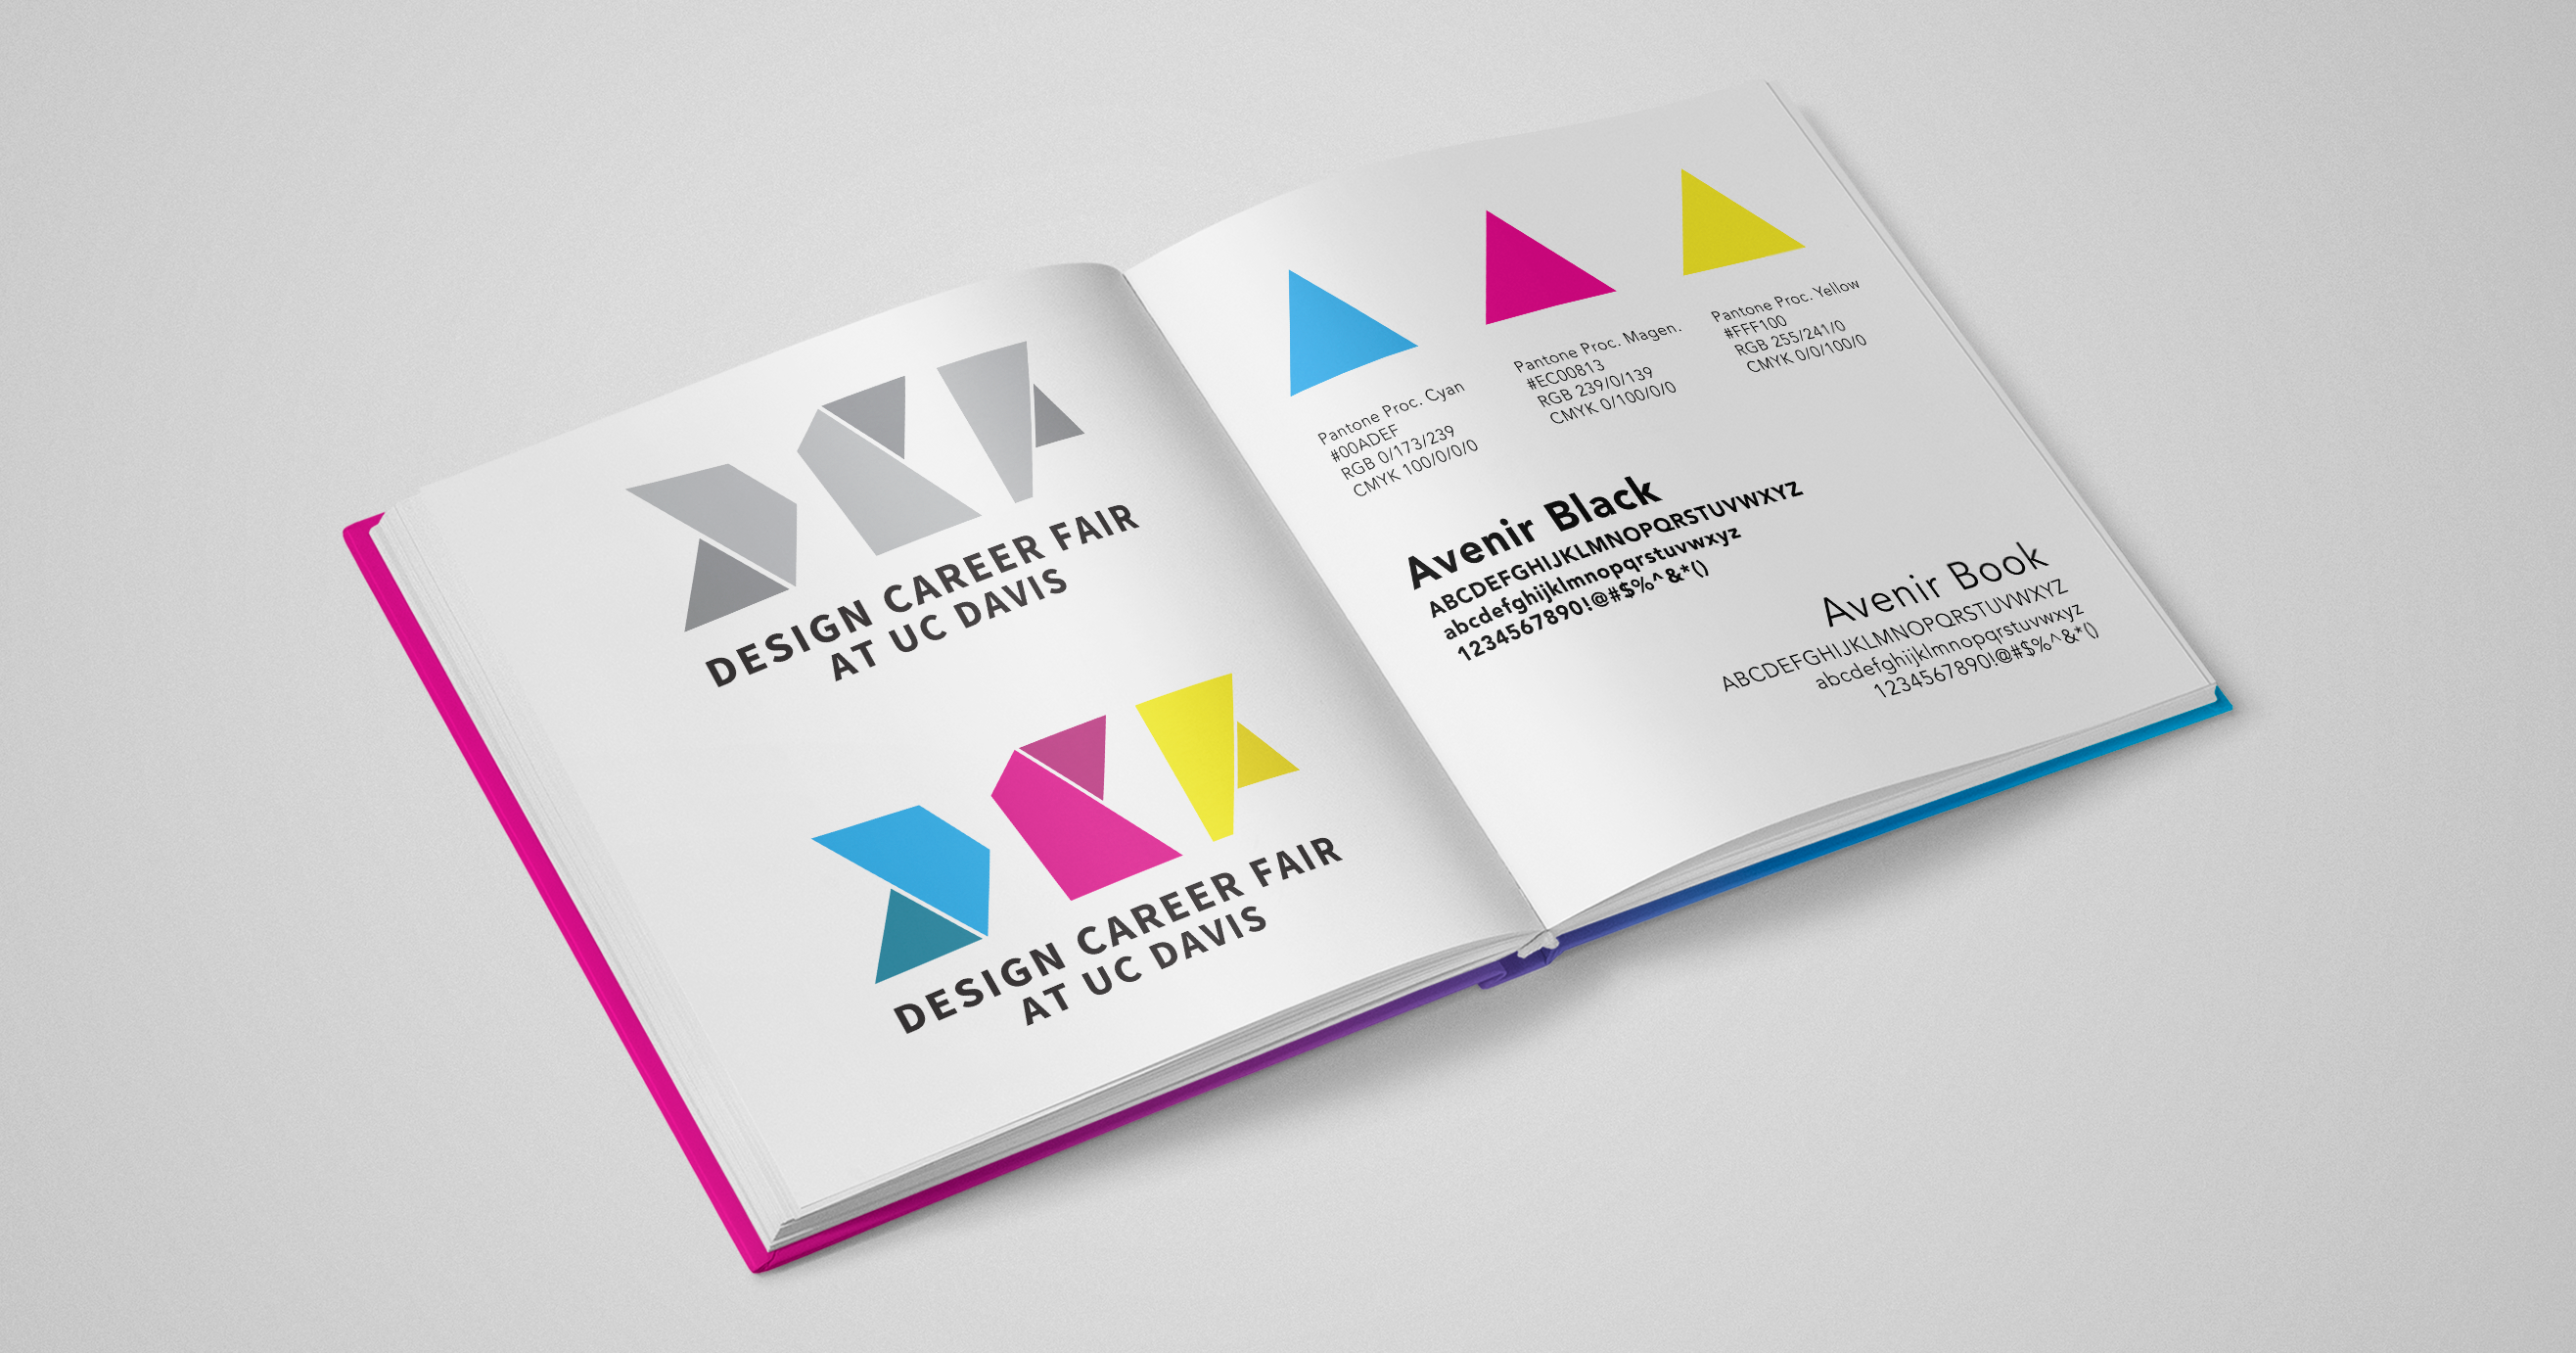 DESIGN CAREER FAIR
AT UC DAVIS
DESIGN CAREER FAIR
AT UC DAVIS
Pantone Proc. Cyan
#00ADEF
RGB 0/173/239
CMYK 100/0/0/0
Pantone Proc. Magen.
#EC00813
RGB 239/0/139
CMYK 0/100/0/0
Pantone Proc. Yellow
#FFF100
RGB 255/241/0
CMYK 0/0/100/0
Avenir Black
ABCDEFGHIJKLMNOPQRSTUVWXYZ
abcdefghijklmnopqrstuvwxyz
1234567890!@#$%^&*()
Avenir Book
ABCDEFGHIJKLMNOPQRSTUVWXYZ
abcdefghijklmnopqrstuvwxyz
1234567890!@#$%^&*()